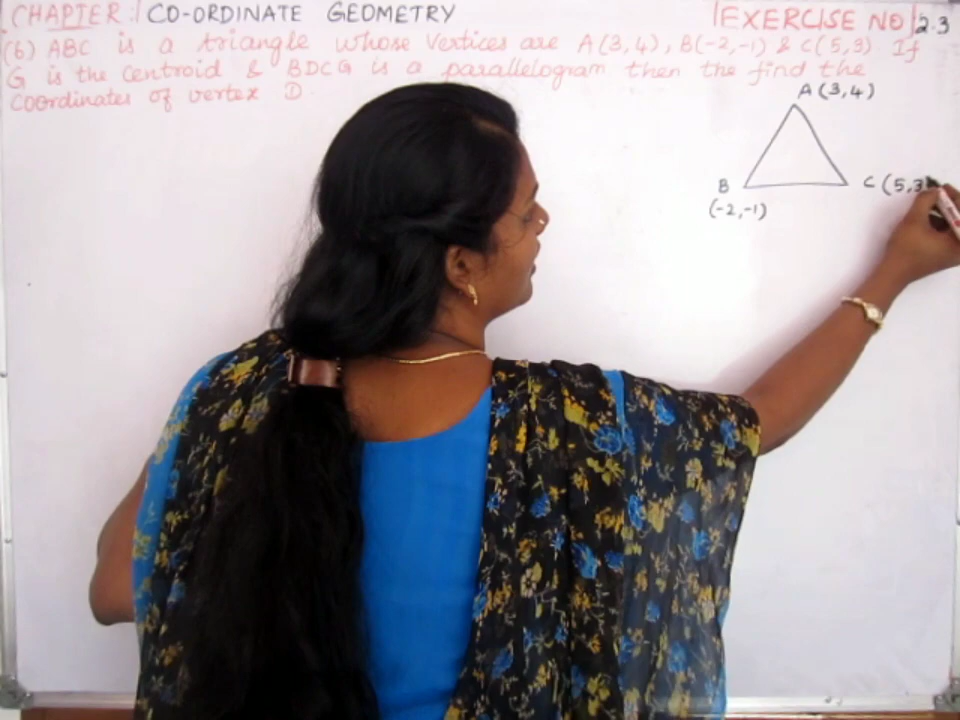 CHAPTER: CO-ORDINATE GEOMETRY EXERCISE NO 2.3
(6) ABC is a triangle whose vertices are A(3,4), B(-2,-1) & C(5,3). If
G is the centroid & BDCG is a parallelogram then the find the
coordinates of vertex D.
A (3,4)
B C (5,3
(-2,-1)